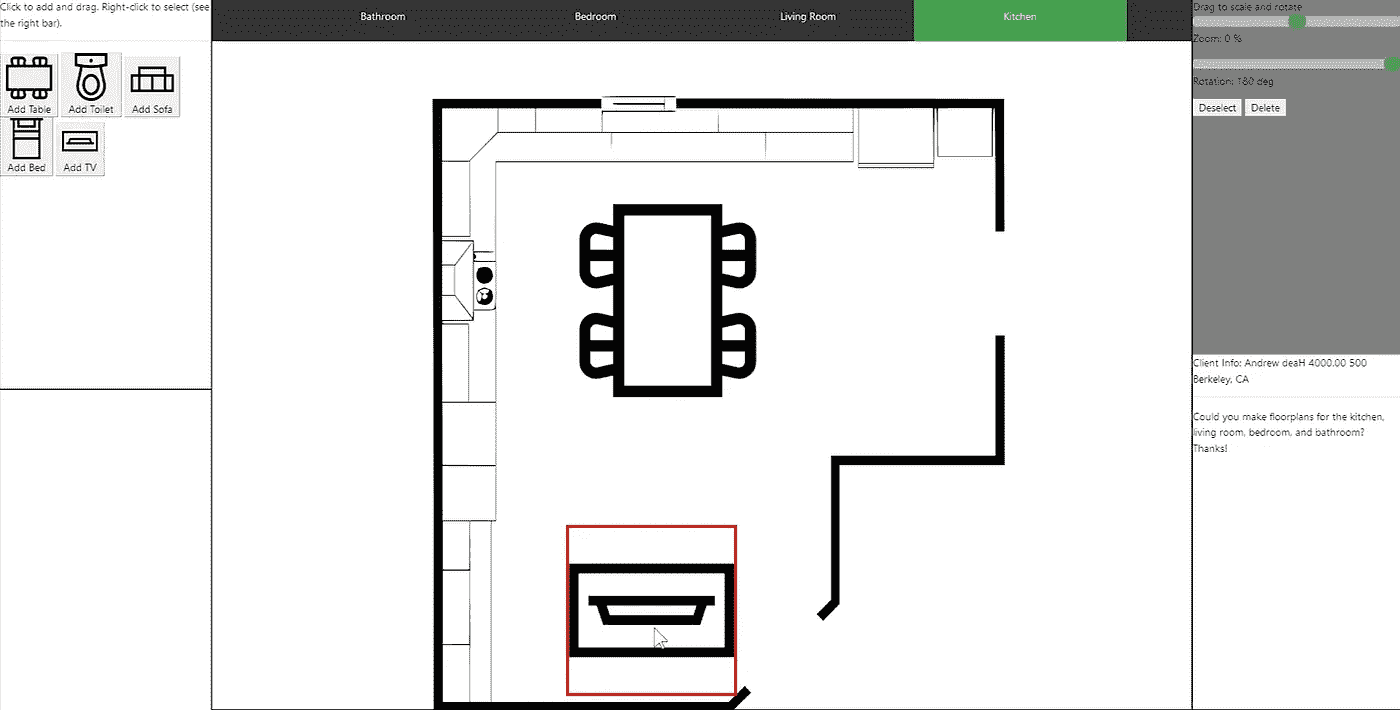 Click to add and drag. Right-click to select (see
the right bar).
Add Table
Add Toilet
Add Sofa
Add Bed
Add TV
Bathroom
Bedroom
Living Room
Kitchen
Drag to scale and rotate
Zoom: 0 %
Rotation: 180 deg
Deselect
Delete
Client Info: Andrew deaH 4000.00 500
Berkeley, CA
Could you make floorplans for the kitchen,
living room, bedroom, and bathroom?
Thanks!